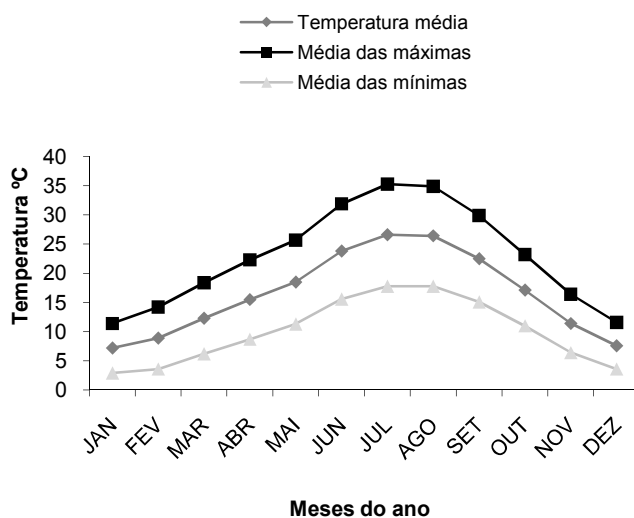 Temperatura média
Média das máximas
Média das mínimas
Temperatura ºC
40
35
30
25
20
15
10
5
0
JAN
FEV
MAR
ABR
MAI
JUN
JUL
AGO
SET
OUT
NOV
DEZ
Meses do ano